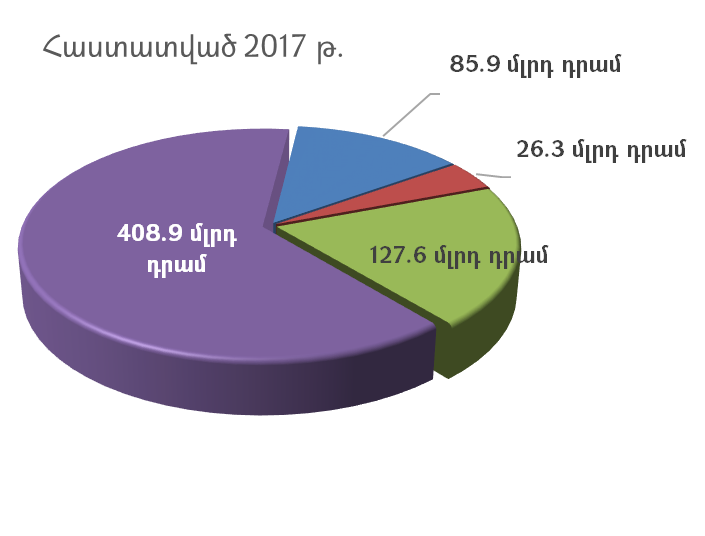 Հաստատված 2017 թ.
85.9 մլրդ դրամ
26.3 մլրդ դրամ
408.9 մլրդ
դրամ
127.6 մլրդ դրամ